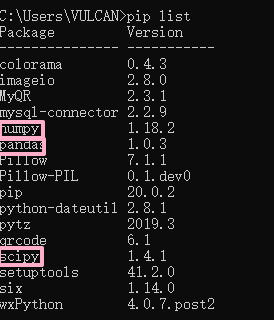 C:\Users\VULCAN>pip list
Package Version
--------------- -----------
colorama 0.4.3
imageio 2.8.0
MyQR 2.3.1
mysql-connector 2.2.9
numpy 1.18.2
pandas 1.0.3
Pillow 7.1.1
Pillow-PIL 0.1.dev0
pip 20.0.2
python-dateutil 2.8.1
pytz 2019.3
qrcode 6.1
scipy 1.4.1
setuptools 41.2.0
six 1.14.0
wxPython 4.0.7.post2